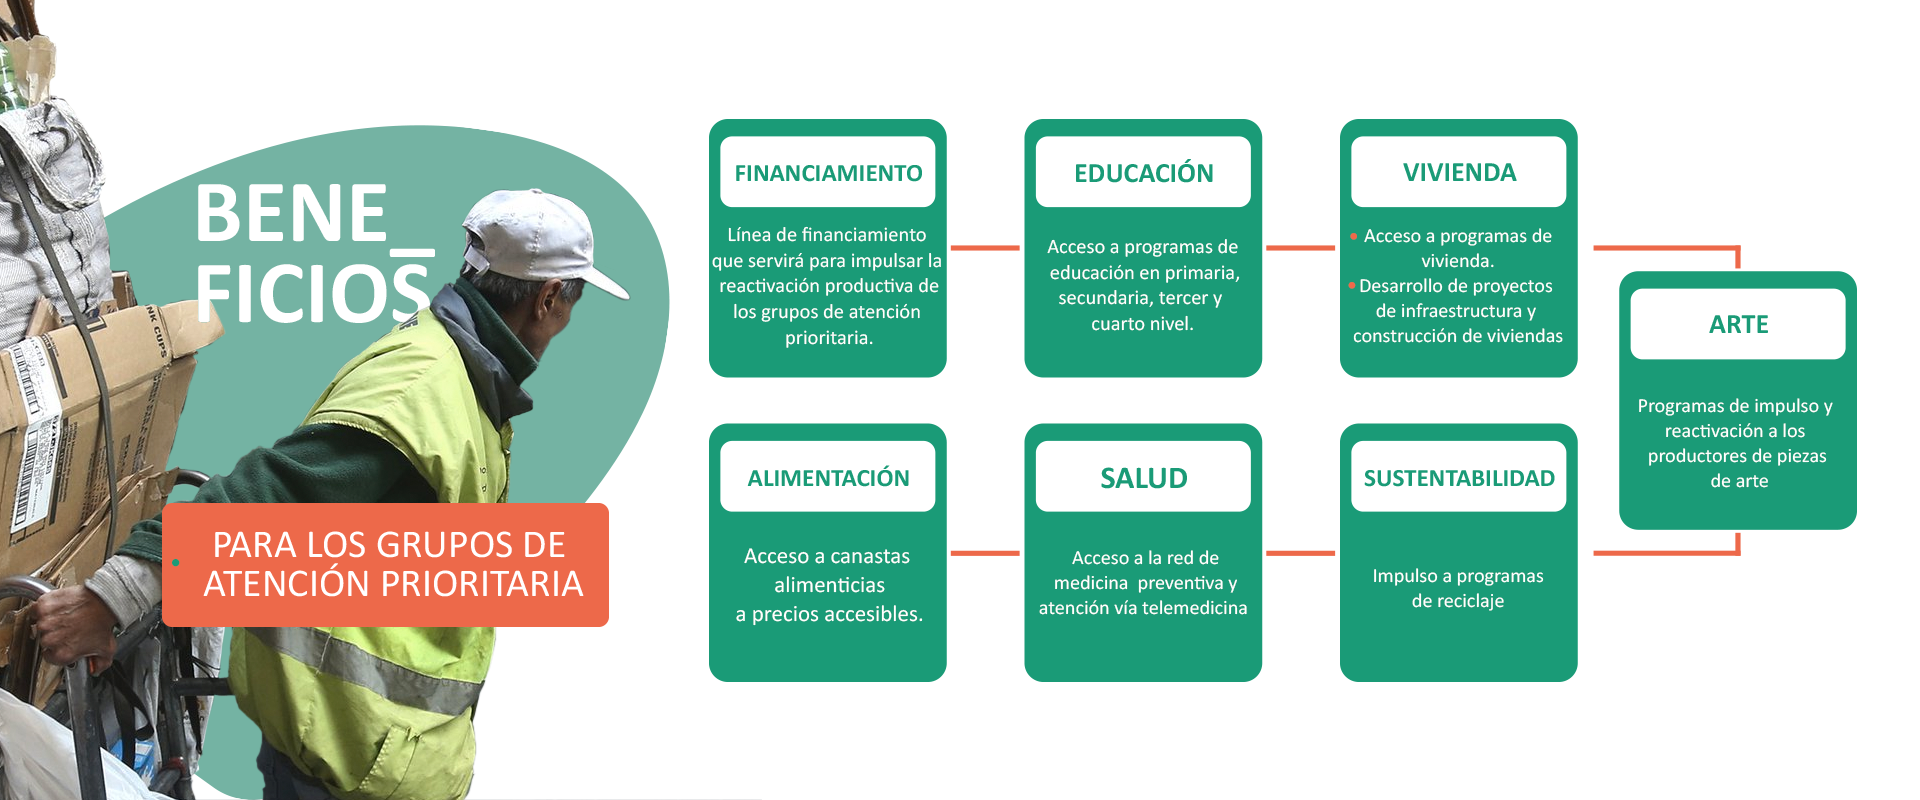 BENE_
FICIOS
PARA LOS GRUPOS DE
ATENCIÓN PRIORITARIA
NK CUPS
FINANCIAMIENTO
Línea de financiamiento
que servirá para impulsar la
reactivación productiva de
los grupos de atención
prioritaria.
EDUCACIÓN
Acceso a programas de
educación en primaria,
secundaria, tercer y
cuarto nivel.
VIVIENDA
• Acceso a programas de
vivienda.
• Desarrollo de proyectos
de infraestructura y
construcción de viviendas
ARTE
Programas de impulso y
reactivación a los
productores de piezas
de arte
ALIMENTACIÓN
Acceso a canastas
alimenticias
a precios accesibles.
SALUD
Acceso a la red de
medicina  preventiva y
atención vía telemedicina
SUSTENTABILIDAD
Impulso a programas
de reciclaje